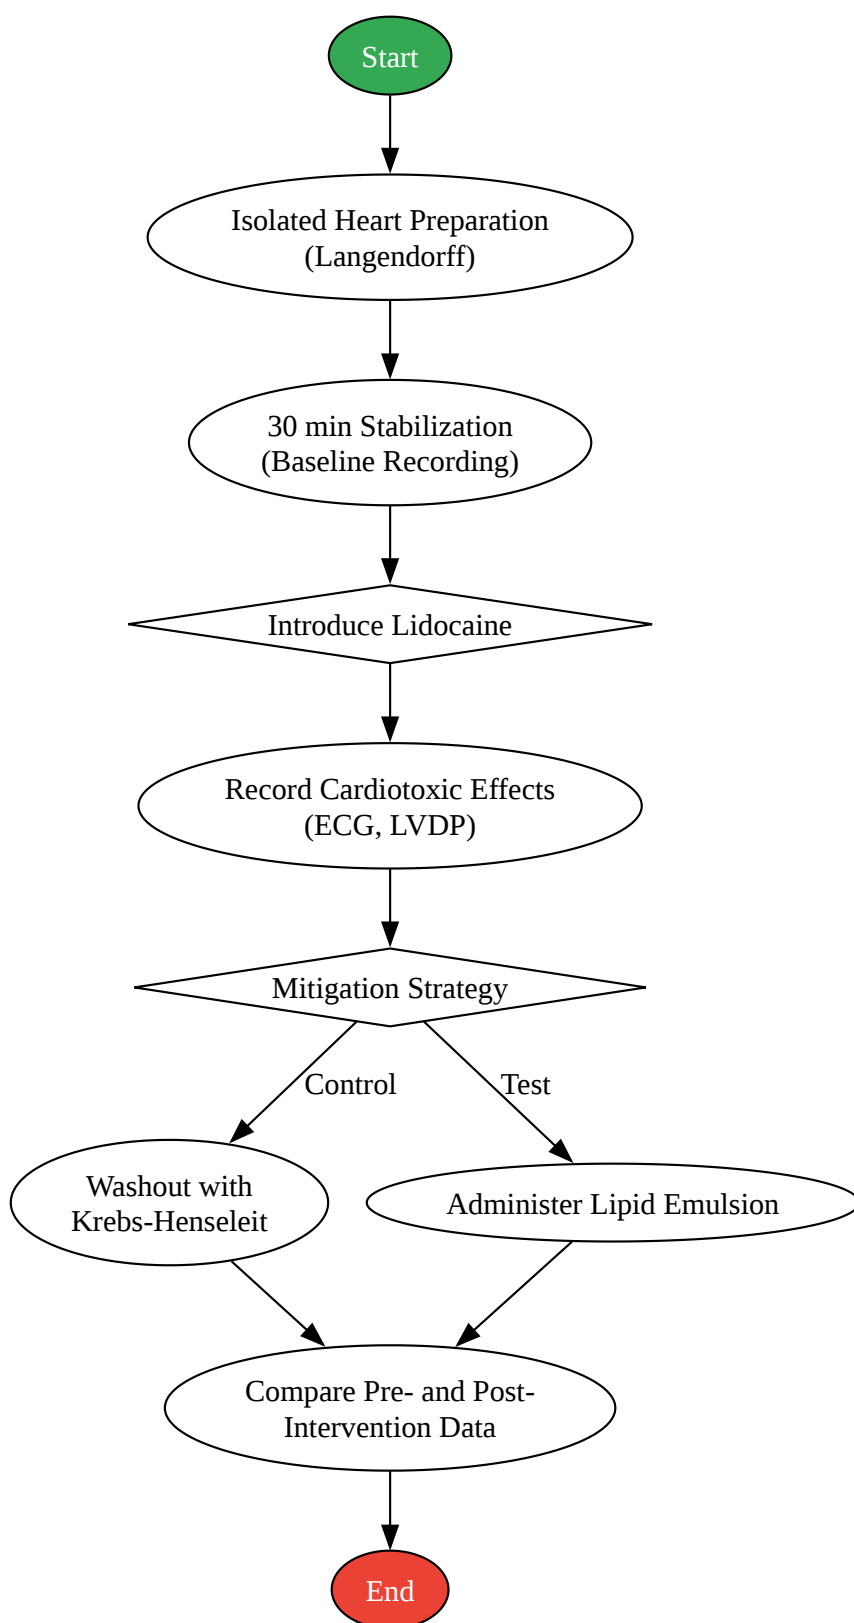 Start
Isolated Heart Preparation
(Langendorff)
30 min Stabilization
(Baseline Recording)
Introduce Lidocaine
Record Cardiotoxic Effects
(ECG, LVDP)
Mitigation Strategy
Control
Test
Washout with
Krebs-Henseleit
Administer Lipid Emulsion
Compare Pre- and Post-
Intervention Data
End